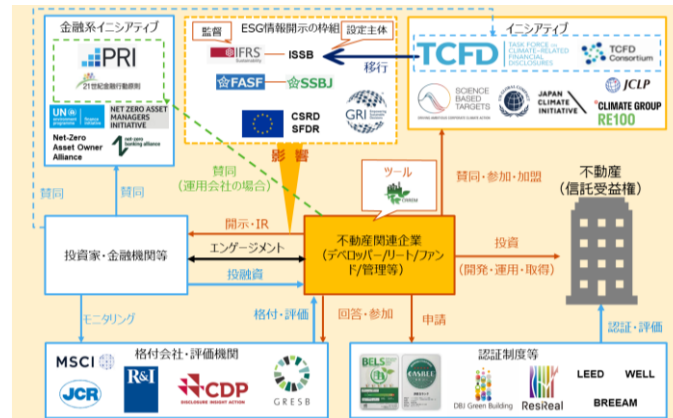 金融系イニシアティブ
PRI
21世紀金融行動原則
UN
NET ZERO ASSET
MANAGERS
INITIATIVE
Net-Zero
Asset Owner
Alliance
net-zero
banking alliance
監督
ESG情報開示の枠組
設定主体
IFRS
Sustainability
ISSB
FASF
SSBJ
CSRD
SFDR
GRI
移行
イニシアティブ
TCFD
TASK FORCE ON
CLIMATE-RELATED
FINANCIAL
DISCLOSURES
TCFD
Consortium
SCIENCE
BASED
TARGETS
DRIVING AMBITIOUS CORPORATE CLIMATE ACTION
JAPAN
CLIMATE
INITIATIVE
JCLP
°CLIMATE GROUP
RE100
影響
賛同
賛同
賛同
(運用会社の場合)
ツール
CRREM
賛同・参加・加盟
不動産
(信託受益権)
投資家・金融機関等
開示・IR
エンゲージメント
投融資
不動産関連企業
(デベロッパー/リート/ファン
ド/管理等)
投資
(開発・運用・取得)
モニタリング
格付・評価
回答・参加
申請
認証・評価
格付会社・評価機関
MSCI
JCR
R&I
CDP
DISCLOSURE INSIGHT ACTION
GRESB
認証制度等
BELS
CASBEE
DBJ Green Building
ResReal
LEED
WELL
BREEAM